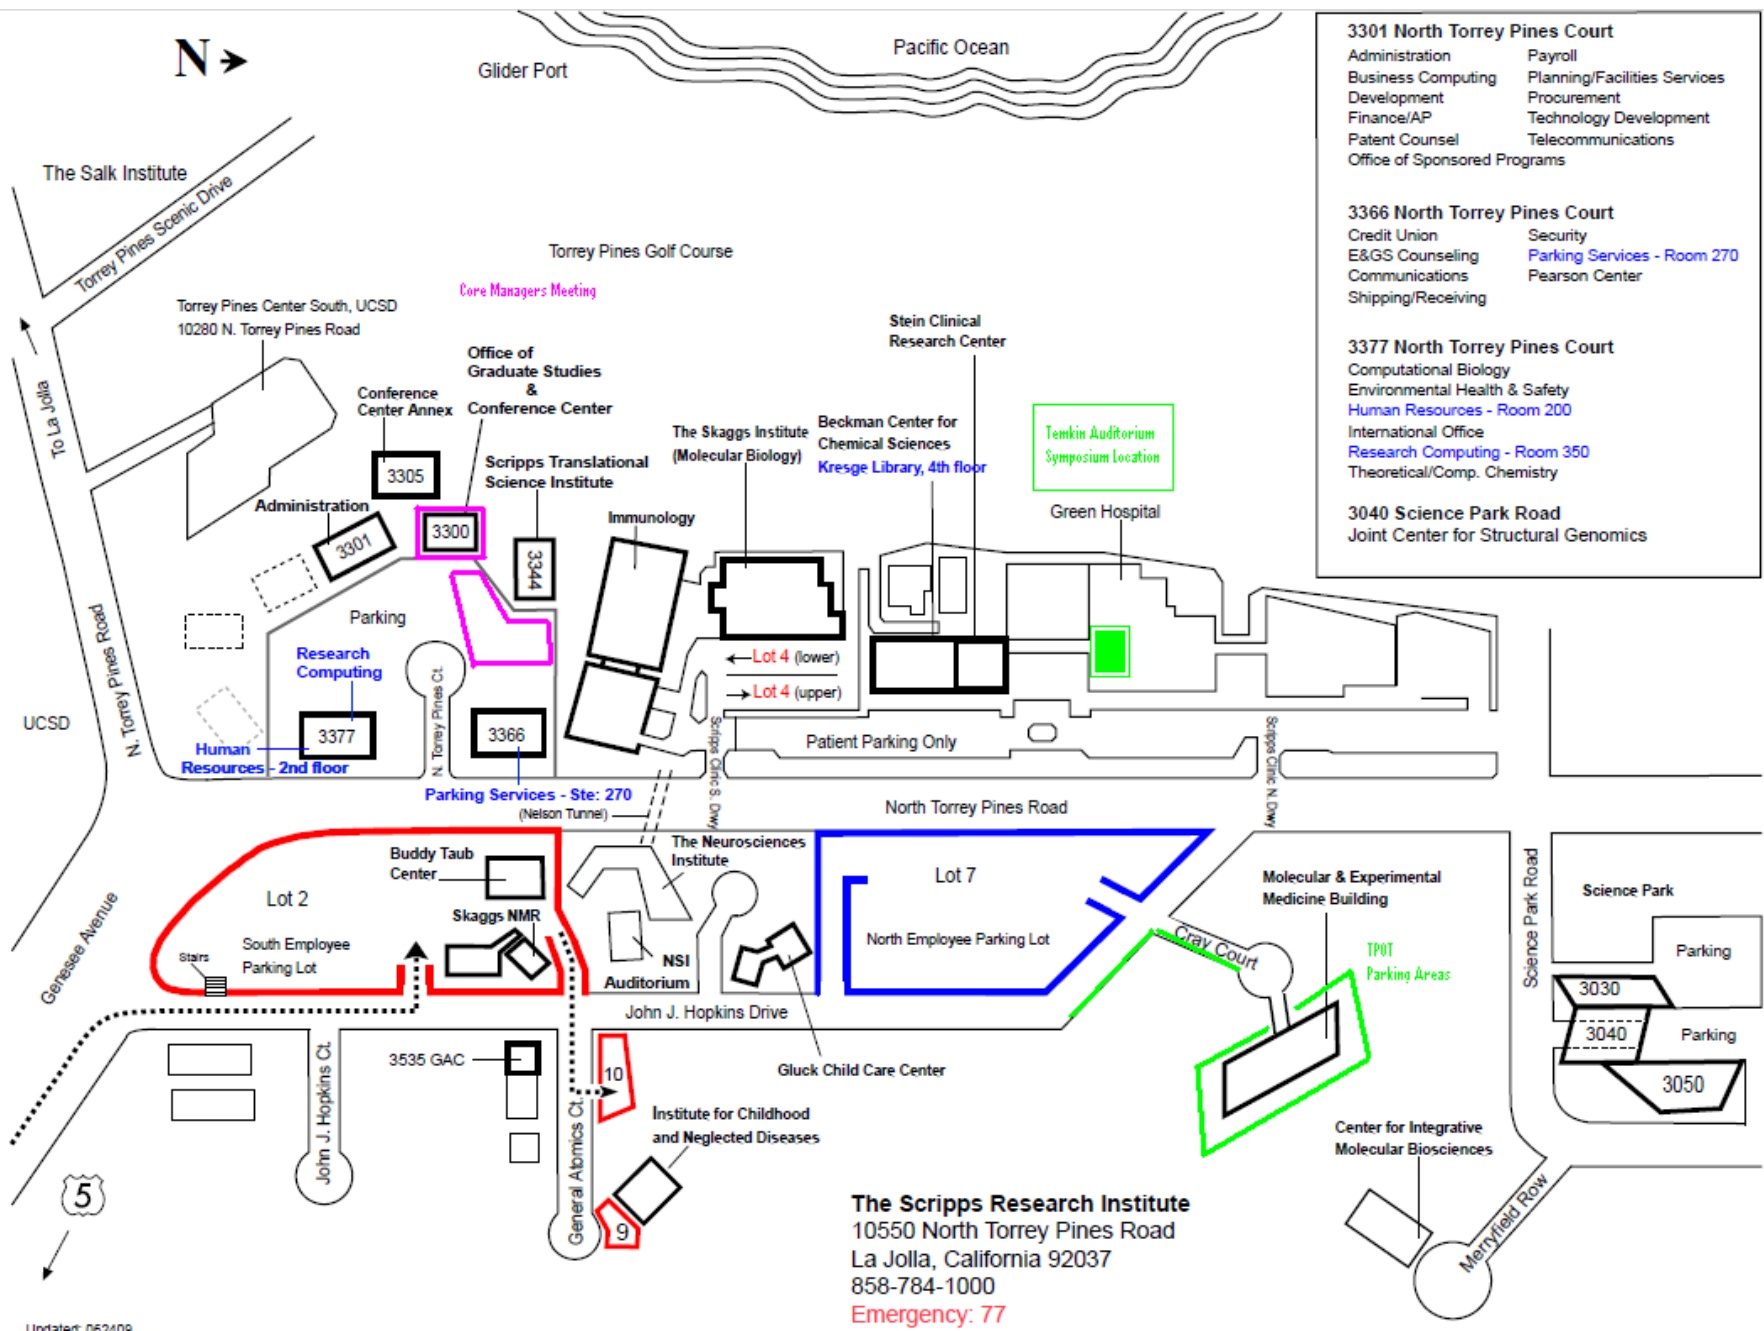 N
Glider Port
Pacific Ocean
The Salk Institute
Torrey Pines Scenic Drive
Torrey Pines Golf Course
Core Managers Meeting
Torrey Pines Center South, UCSD
10280 N. Torrey Pines Road
To La Jolla
Office of
Graduate Studies
&
Conference Center
Conference
Center Annex
3305
Administration
3301
3300
Scripps Translational
Science Institute
3344
Immunology
The Skaggs Institute
(Molecular Biology)
Beckman Center for
Chemical Sciences
Kresge Library, 4th floor
Stein Clinical
Research Center
Temkin Auditorium
Symposium Location
Green Hospital
3301 North Torrey Pines Court
Administration Payroll
Business Computing Planning/Facilities Services
Development Procurement
Finance/AP Technology Development
Patent Counsel Telecommunications
Office of Sponsored Programs
3366 North Torrey Pines Court
Credit Union Security
E&GS Counseling Parking Services - Room 270
Communications Pearson Center
Shipping/Receiving
3377 North Torrey Pines Court
Computational Biology
Environmental Health & Safety
Human Resources - Room 200
International Office
Research Computing - Room 350
Theoretical/Comp. Chemistry
3040 Science Park Road
Joint Center for Structural Genomics
N. Torrey Pines Road
UCSD
Parking
Research
Computing
3377
Human
Resources - 2nd floor
N. Torrey Pines Ct.
3366
Parking Services - Ste: 270
(Nelson Tunnel)
Lot 4 (lower)
Lot 4 (upper)
Scripps Clinic S. Drwy
Patient Parking Only
Scripps Clinic N. Drwy
North Torrey Pines Road
Genesee Avenue
Lot 2
South Employee
Parking Lot
Stairs
Buddy Taub
Center
Skaggs NMR
The Neurosciences
Institute
NSI
Auditorium
Lot 7
North Employee Parking Lot
Cray Court
Molecular & Experimental
Medicine Building
TPOT
Parking Areas
Science Park Road
Science Park
Parking
3030
3040
Parking
3050
John J. Hopkins Drive
Gluck Child Care Center
John J. Hopkins Ct.
3535 GAC
General Atomics Ct.
10
Institute for Childhood
and Neglected Diseases
9
5
Center for Integrative
Molecular Biosciences
Merryfield Row
The Scripps Research Institute
10550 North Torrey Pines Road
La Jolla, California 92037
858-784-1000
Emergency: 77
Updated: 062409